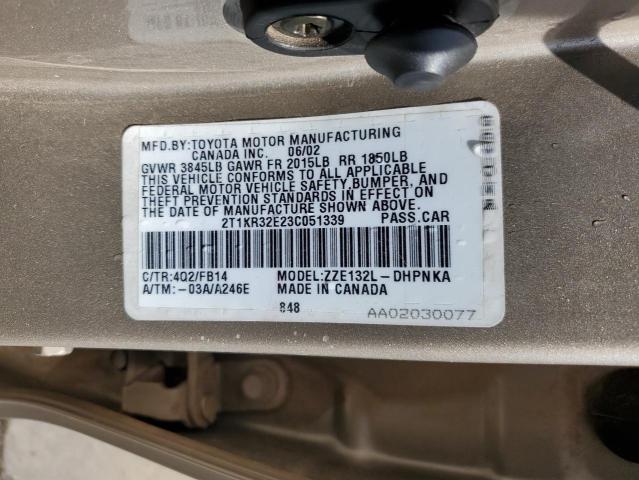 MFD.BY:TOYOTA MOTOR MANUFACTURING
CANADA INC. 06/02
GVWR 3845LB GAWR FR 2015LB RR 1850LB
THIS VEHICLE CONFORMS TO ALL APPLICABLE
FEDERAL MOTOR VEHICLE SAFETY,BUMPER, AND
THEFT PREVENTION STANDARDS IN EFFECT ON
THE DATE OF MANUFACTURE SHOWN ABOVE.
2T1KR32E23C051339 PASS.CAR
C/TR:4Q2/FB14 MODEL:ZZE132L-DHPNKA
A/TM:-03A/A246E MADE IN CANADA
848 AA02030077